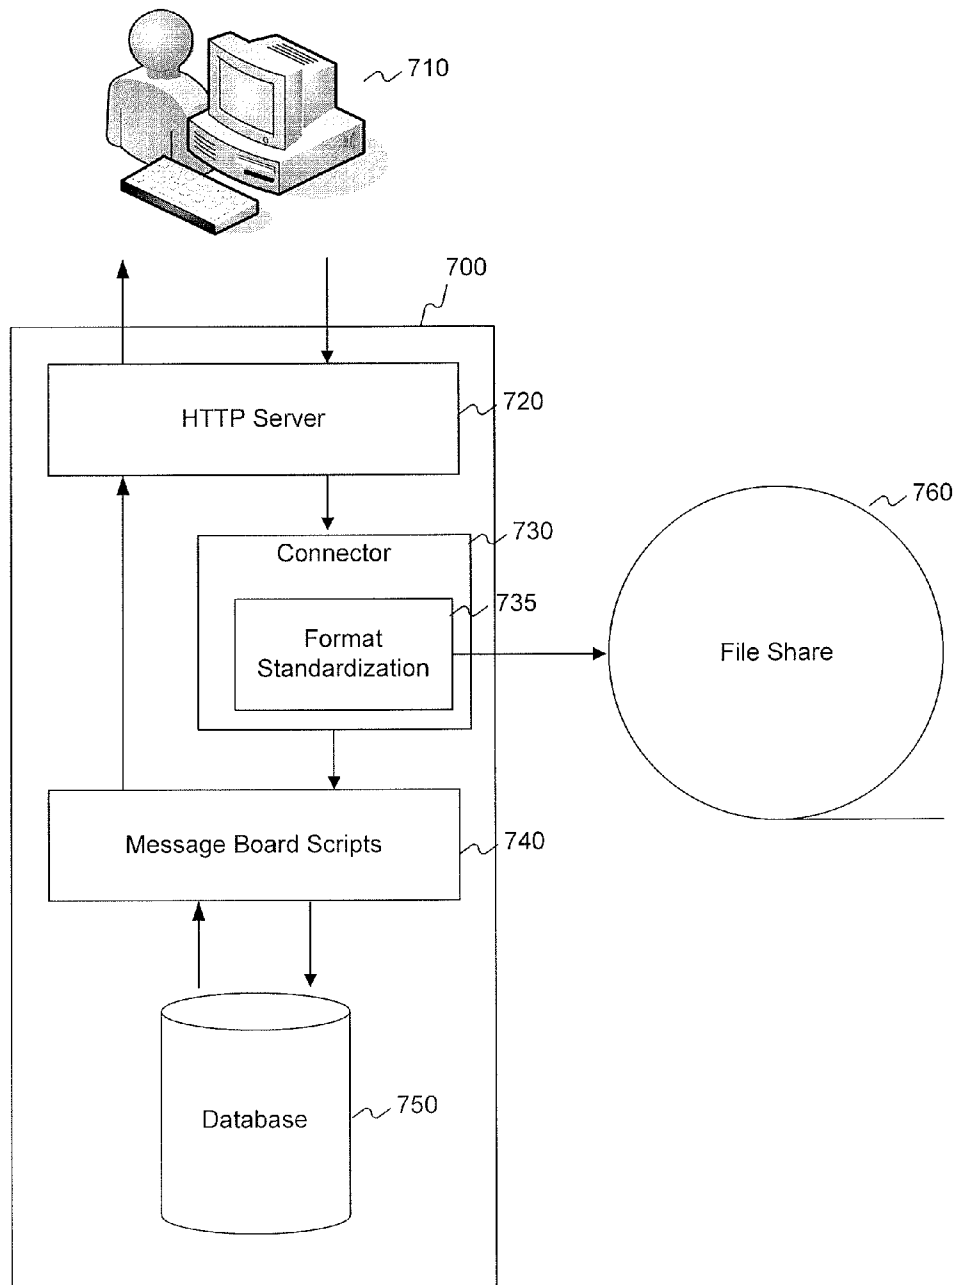 710
700
HTTP Server
720
760
730
Connector
735
Format
Standardization
File Share
Message Board Scripts
740
Database
750